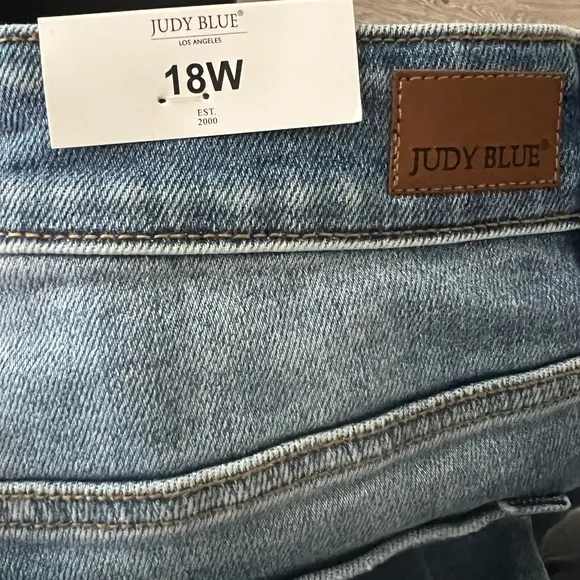 JUDY BLUE®
LOS ANGELES
18W
EST.
2000
JUDY BLUE®